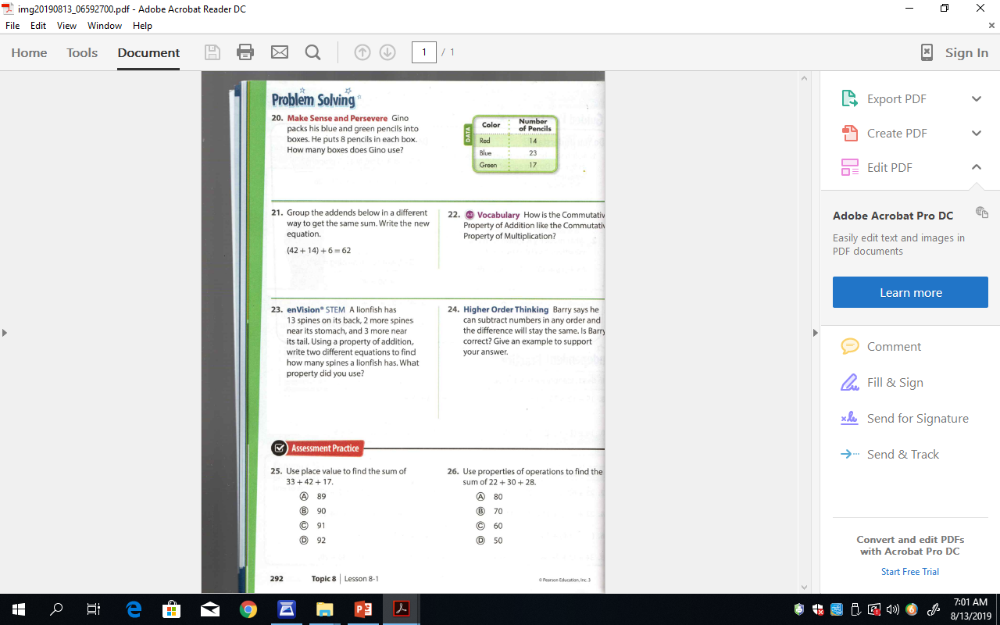 img20190813_06592700.pdf - Adobe Acrobat Reader DC
File Edit View Window Help
Home Tools Document 1 / 1 Sign In
Problem Solving
20. Make Sense and Persevere Gino
packs his blue and green pencils into
boxes. He puts 8 pencils in each box.
How many boxes does Gino use?
DATA
Color Number of Pencils
Red 14
Blue 23
Green 17
21. Group the addends below in a different
way to get the same sum. Write the new
equation.
(42 + 14) + 6 = 62
22. A-Z Vocabulary How is the Commutativ
Property of Addition like the Commutativ
Property of Multiplication?
23. enVision® STEM A lionfish has
13 spines on its back, 2 more spines
near its stomach, and 3 more near
its tail. Using a property of addition,
write two different equations to find
how many spines a lionfish has. What
property did you use?
24. Higher Order Thinking Barry says he
can subtract numbers in any order and
the difference will stay the same. Is Barry
correct? Give an example to support
your answer.
Assessment Practice
25. Use place value to find the sum of
33 + 42 + 17.
A 89
B 90
C 91
D 92
26. Use properties of operations to find the
sum of 22 + 30 + 28.
A 80
B 70
C 60
D 50
292 Topic 8 | Lesson 8-1 © Pearson Education, Inc. 3
Export PDF
Create PDF
Edit PDF
Adobe Acrobat Pro DC
Easily edit text and images in
PDF documents
Learn more
Comment
Fill & Sign
Send for Signature
Send & Track
Convert and edit PDFs
with Acrobat Pro DC
Start Free Trial
7:01 AM
8/13/2019